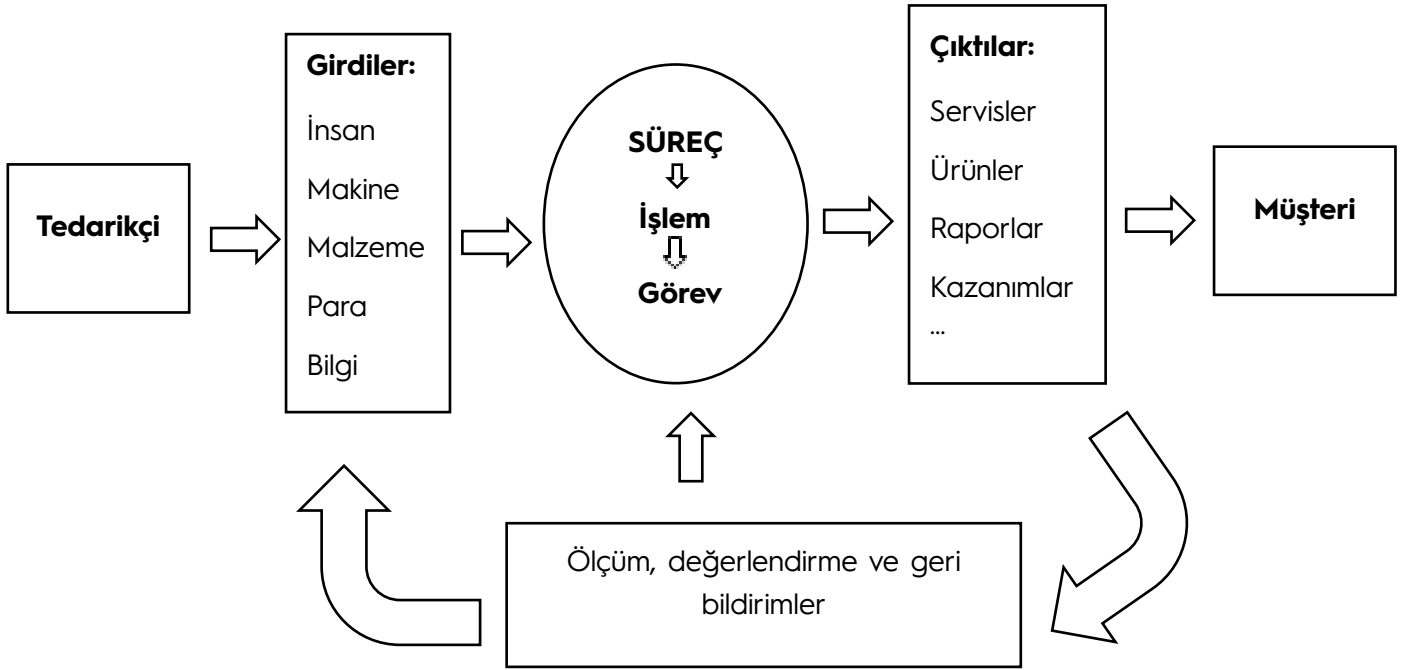 Tedarikçi
Girdiler:
İnsan
Makine
Malzeme
Para
Bilgi
SÜREÇ
İşlem
Görev
Çıktılar:
Servisler
Ürünler
Raporlar
Kazanımlar
...
Müşteri
Ölçüm, değerlendirme ve geri
bildirimler